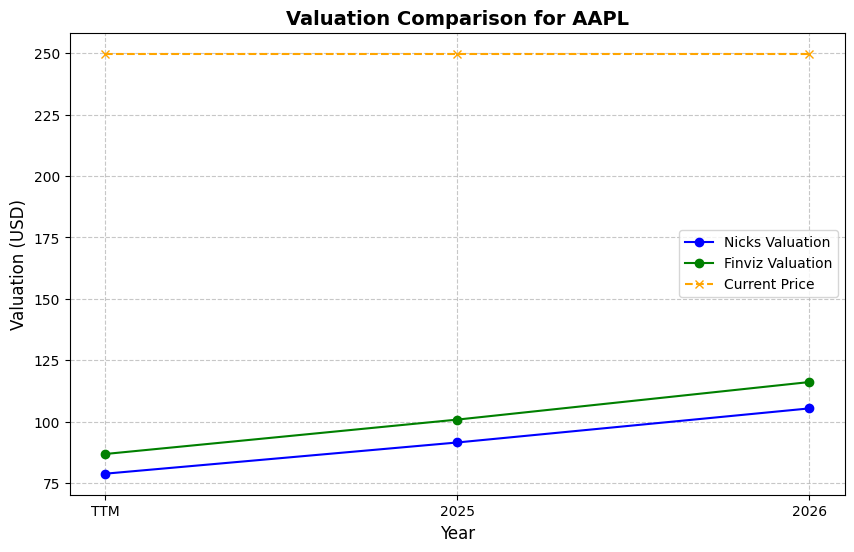 Valuation Comparison for AAPL
Valuation (USD)
250
225
200
175
150
125
100
75
Nicks Valuation
Finviz Valuation
Current Price
TTM
2025
2026
Year